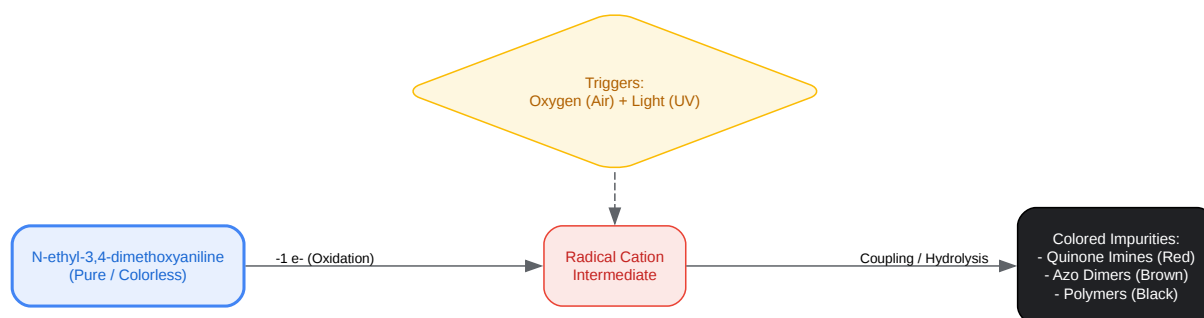 Triggers:
Oxygen (Air) + Light (UV)
N-ethyl-3,4-dimethoxyaniline
(Pure / Colorless)
-1 e- (Oxidation)
Radical Cation
Intermediate
Coupling / Hydrolysis
Colored Impurities:
- Quinone Imines (Red)
- Azo Dimers (Brown)
- Polymers (Black)